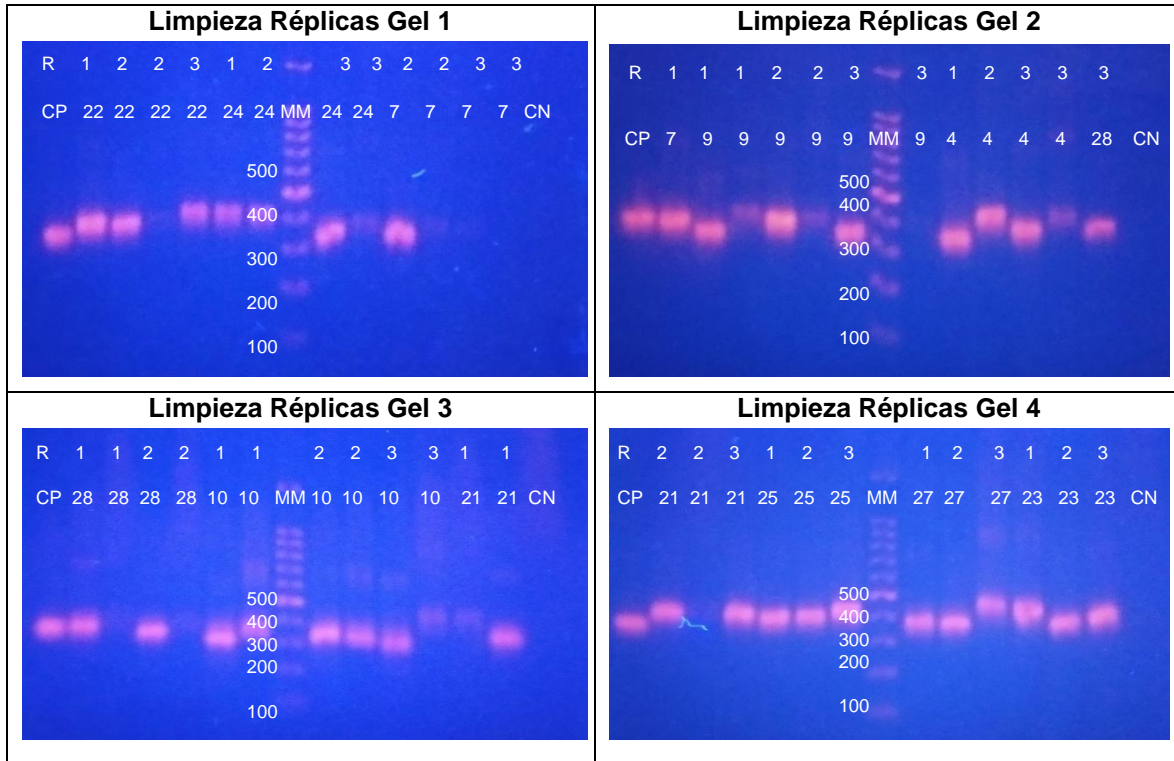 Limpieza Réplicas Gel 1
R 1 2 2 3 1 2 3 3 2 2 3 3
CP 22 22 22 22 24 24 MM 24 24 7 7 7 7 CN
500
400
300
200
100
Limpieza Réplicas Gel 2
R 1 1 1 2 2 3 3 1 2 3 3 3
CP 7 9 9 9 9 9 MM 9 4 4 4 4 28 CN
500
400
300
200
100
Limpieza Réplicas Gel 3
R 1 1 2 2 1 1 2 2 3 3 1 1
CP 28 28 28 28 10 10 MM 10 10 10 10 21 21 CN
500
400
300
200
100
Limpieza Réplicas Gel 4
R 2 2 3 1 2 3 1 2 3 1 2 3
CP 21 21 21 25 25 25 MM 27 27 27 23 23 23 CN
500
400
300
200
100